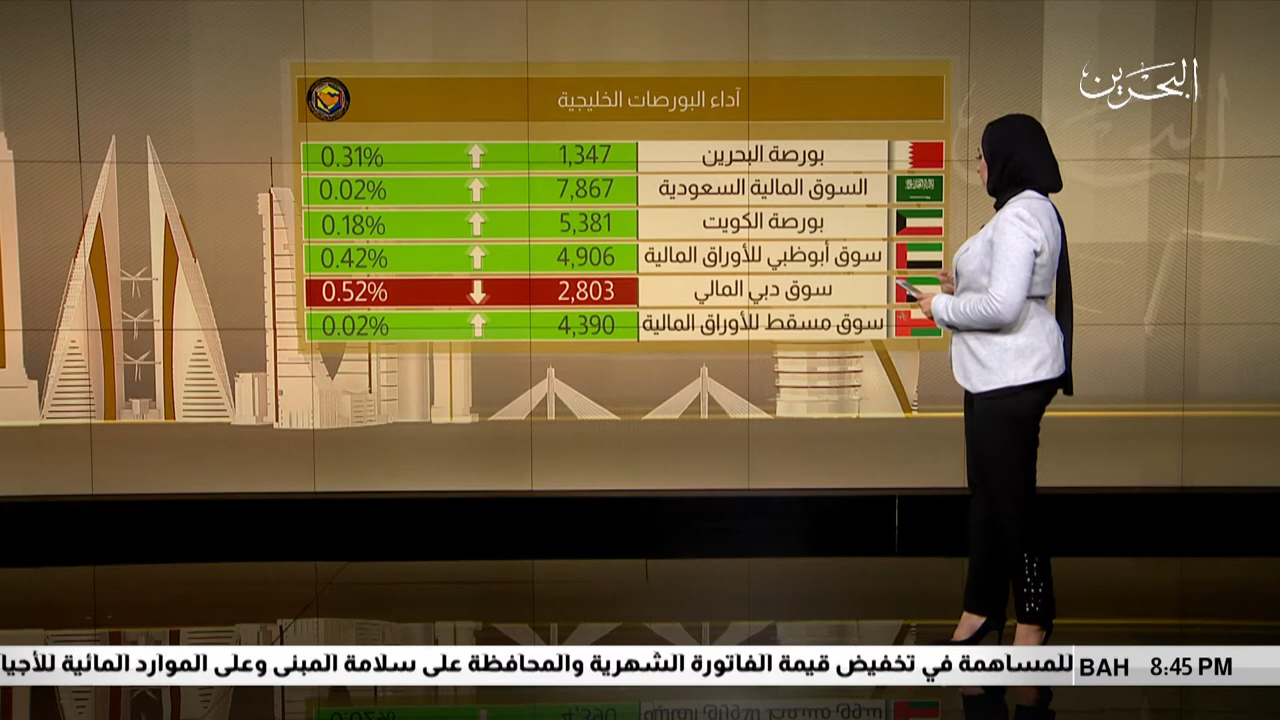 البحرين
آداء البورصات الخليجية
بورصة البحرين 1,347 0.31%
السوق المالية السعودية 7,867 0.02%
بورصة الكويت 5,381 0.18%
سوق أبوظبي للأوراق المالية 4,906 0.42%
سوق دبي المالي 2,803 0.52%
سوق مسقط للأوراق المالية 4,390 0.02%
للمساهمة في تخفيض قيمة الفاتورة الشهرية والمحافظة على سلامة المبنى وعلى الموارد المائية للأجيا
BAH 8:45 PM